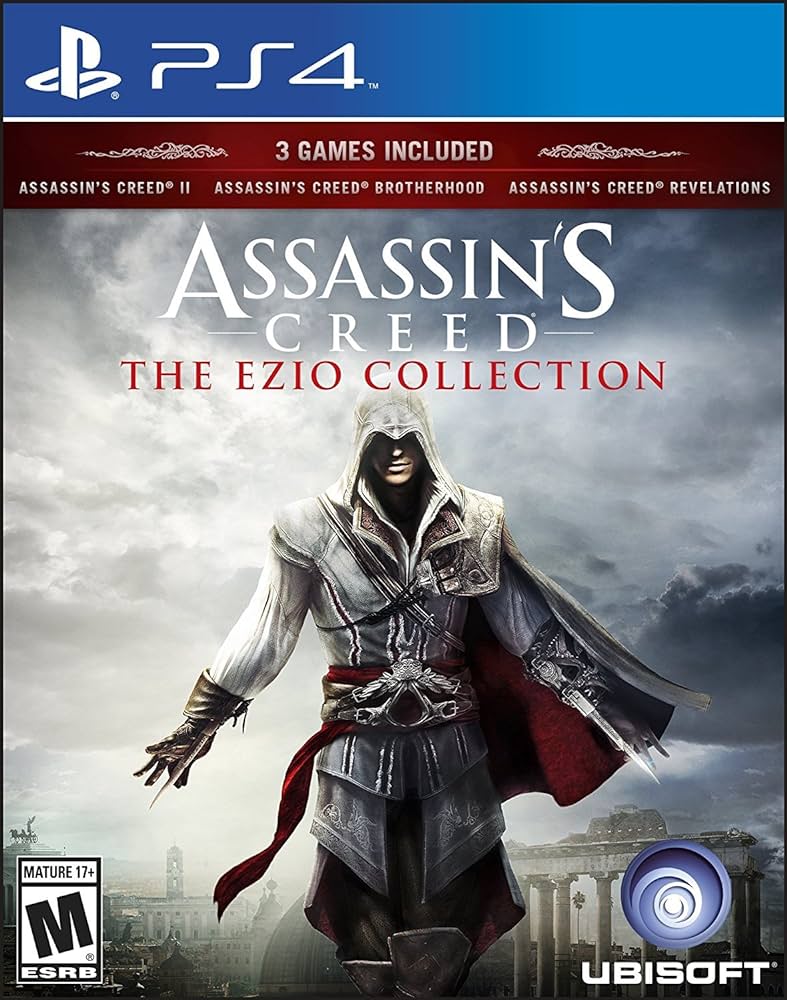 PS4™
3 GAMES INCLUDED
ASSASSIN'S CREED® II ASSASSIN'S CREED® BROTHERHOOD ASSASSIN'S CREED® REVELATIONS
ASSASSIN'S
CREED®
THE EZIO COLLECTION
MATURE 17+
M
ESRB
UBISOFT®